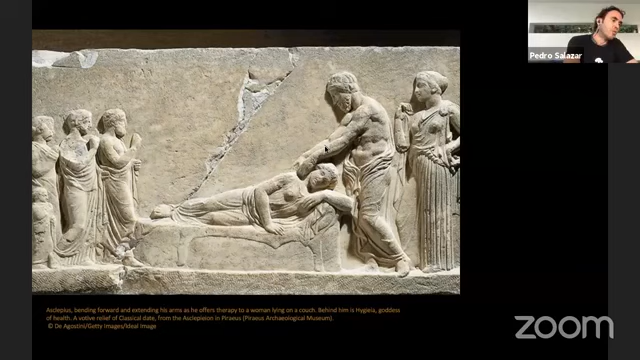 Pedro Salazar
Asclepius, bending forward and extending his arms as he offers therapy to a woman lying on a couch. Behind him is Hygieia, goddess
of health. A votive relief of Classical date, from the Asclepieion in Piraeus (Piraeus Archaeological Museum).
© De Agostini/Getty Images/Ideal Image
zoom